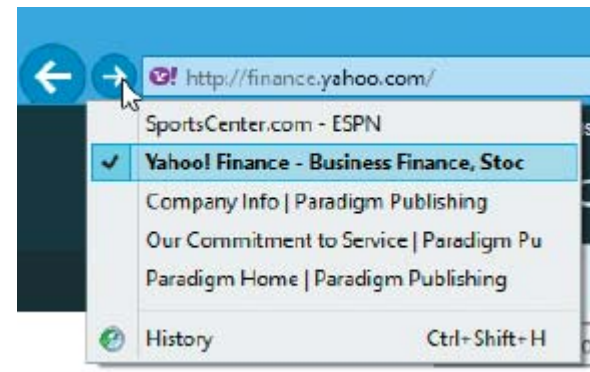 Y! http://finance.yahoo.com/
SportsCenter.com - ESPN
Yahoo! Finance - Business Finance, Stoc
Company Info | Paradigm Publishing
Our Commitment to Service | Paradigm Pu
Paradigm Home | Paradigm Publishing
History Ctrl+Shift+H